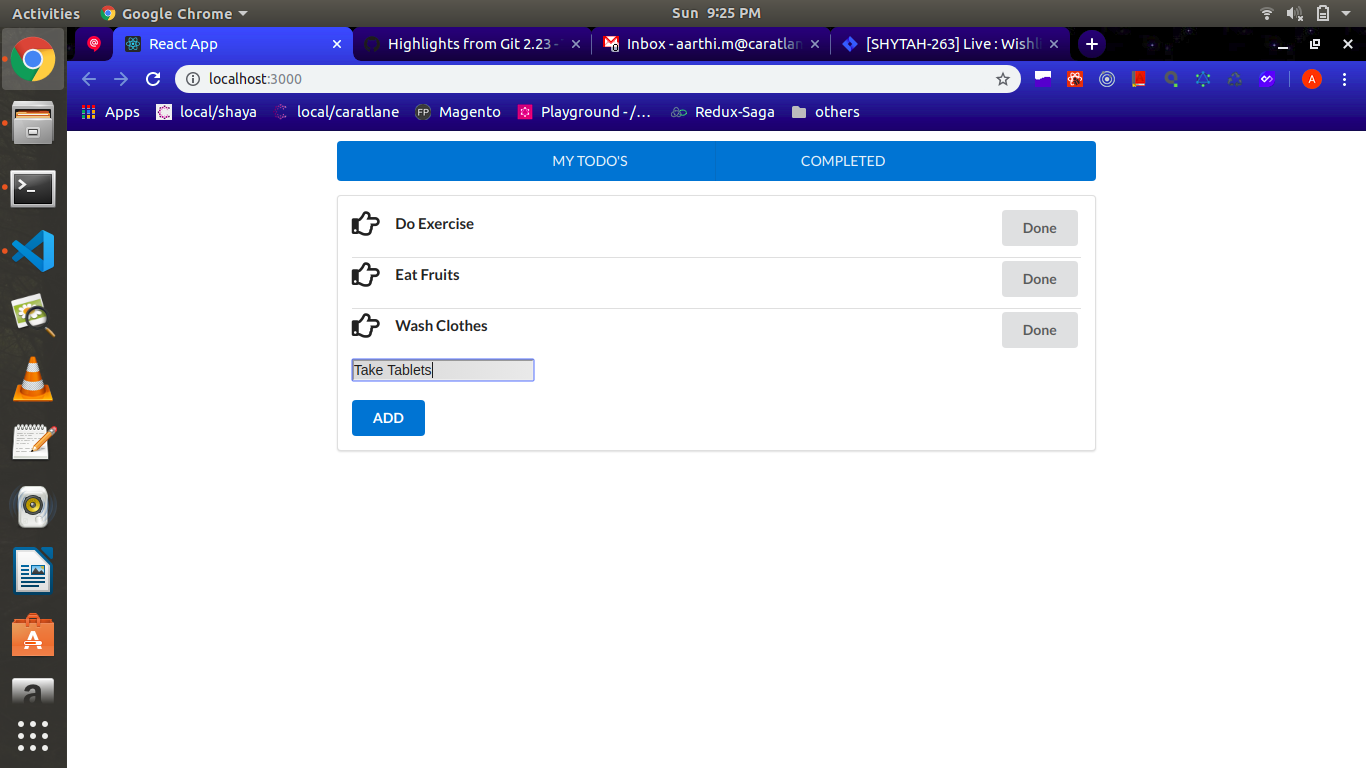 Activities Google Chrome Sun 9:25 PM
React App Highlights from Git 2.23 - Inbox - aarthi.m@caratlan [SHYTAH-263] Live : Wishli
localhost:3000 A
Apps local/shaya local/caratlane FP Magento Playground - /... Redux-Saga others
MY TODO'S COMPLETED
Do Exercise Done
Eat Fruits Done
Wash Clothes Done
Take Tablets
ADD